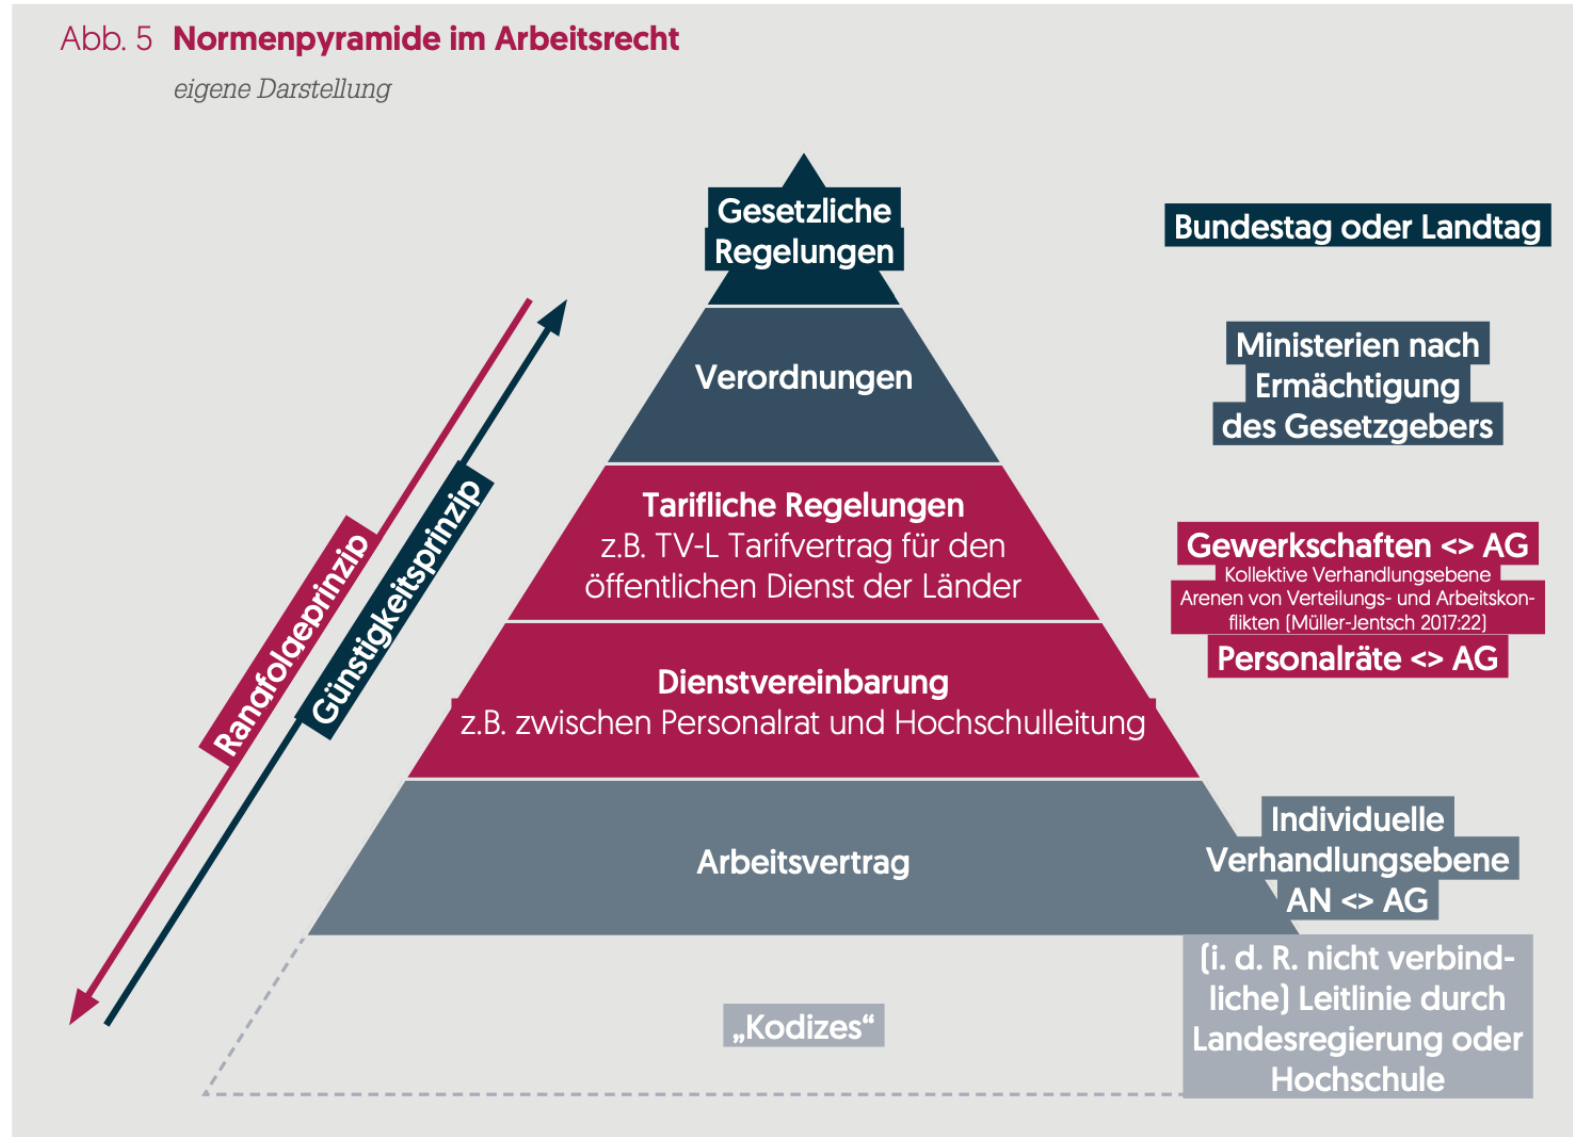 Abb. 5 Normenpyramide im Arbeitsrecht
eigene Darstellung
Gesetzliche
Regelungen
Bundestag oder Landtag
Verordnungen
Ministerien nach
Ermächtigung
des Gesetzgebers
Rangfolgeprinzip
Günstigkeitsprinzip
Tarifliche Regelungen
z.B. TV-L Tarifvertrag für den
öffentlichen Dienst der Länder
Gewerkschaften <> AG
Kollektive Verhandlungsebene
Arenen von Verteilungs- und Arbeitskon-
flikten (Müller-Jentsch 2017:22)
Personalräte <> AG
Dienstvereinbarung
z.B. zwischen Personalrat und Hochschulleitung
Arbeitsvertrag
Individuelle
Verhandlungsebene
AN <> AG
„Kodizes“
(i. d. R. nicht verbind-
liche) Leitlinie durch
Landesregierung oder
Hochschule